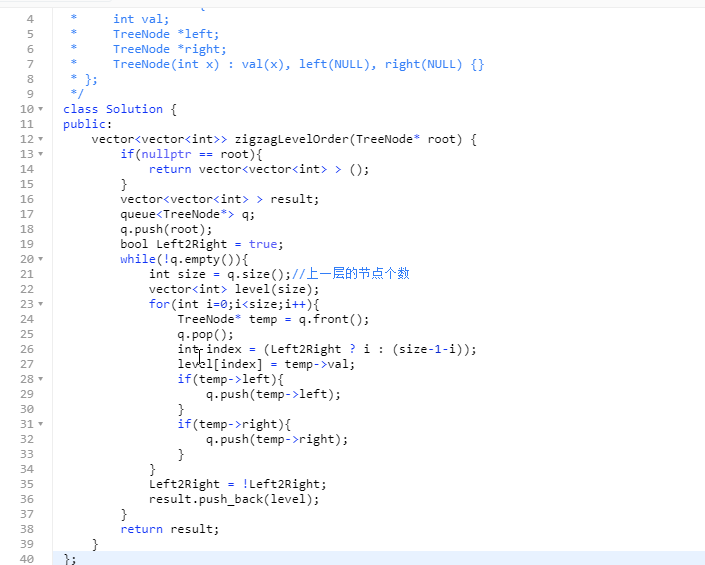 4 *     int val;
5 *     TreeNode *left;
6 *     TreeNode *right;
7 *     TreeNode(int x) : val(x), left(NULL), right(NULL) {}
8 * };
9 */
10 class Solution {
11 public:
12     vector<vector<int>> zigzagLevelOrder(TreeNode* root) {
13         if(nullptr == root){
14             return vector<vector<int> > ();
15         }
16         vector<vector<int> > result;
17         queue<TreeNode*> q;
18         q.push(root);
19         bool Left2Right = true;
20         while(!q.empty()){
21             int size = q.size();//上一层的节点个数
22             vector<int> level(size);
23             for(int i=0;i<size;i++){
24                 TreeNode* temp = q.front();
25                 q.pop();
26                 int index = (Left2Right ? i : (size-1-i));
27                 level[index] = temp->val;
28                 if(temp->left){
29                     q.push(temp->left);
30                 }
31                 if(temp->right){
32                     q.push(temp->right);
33                 }
34             }
35             Left2Right = !Left2Right;
36             result.push_back(level);
37         }
38         return result;
39     }
40 };